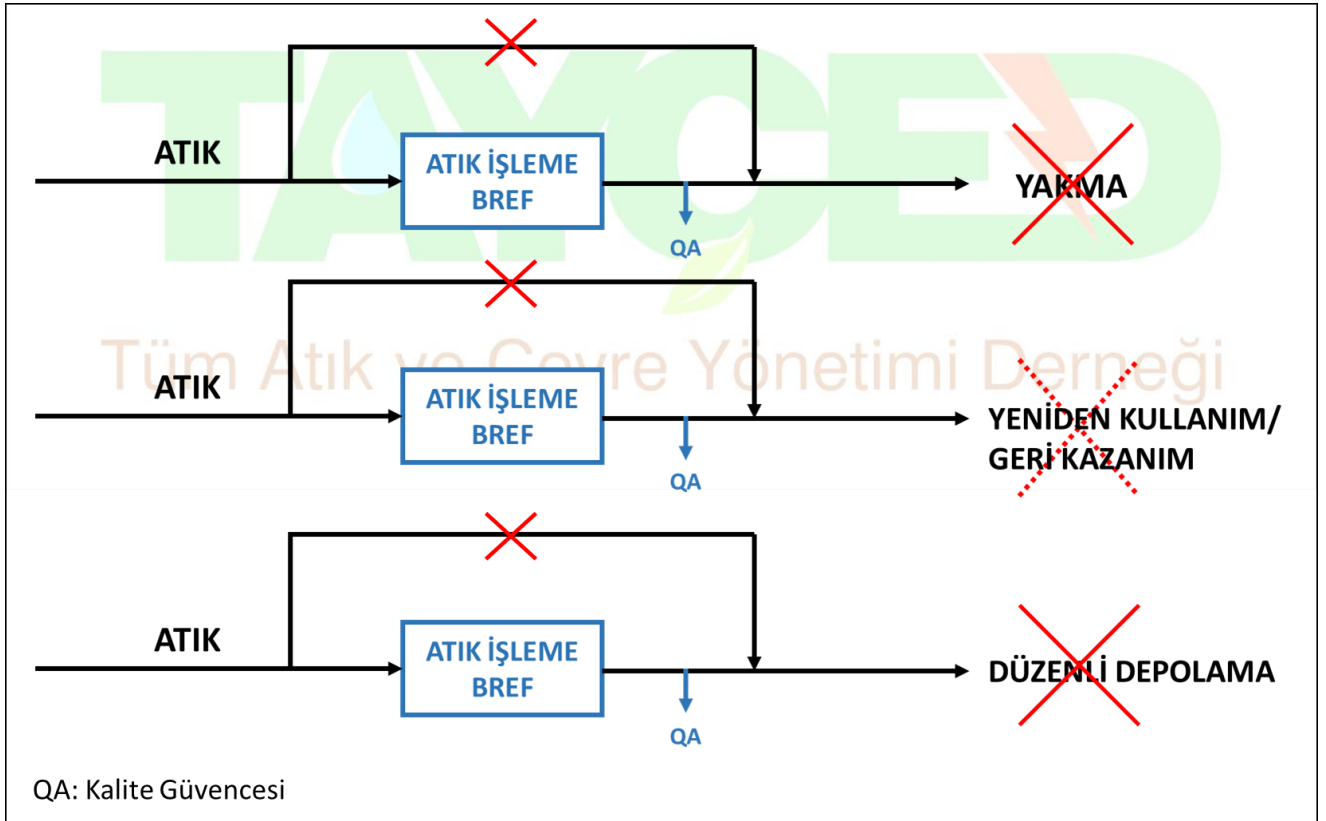 TAYÇED
ATIK
ATIK İŞLEME
BREF
QA
YAKMA
Tüm Atık ve Çevre Yönetimi Derneği
ATIK
ATIK İŞLEME
BREF
QA
YENİDEN KULLANIM/
GERİ KAZANIM
ATIK
ATIK İŞLEME
BREF
QA
DÜZENLİ DEPOLAMA
QA: Kalite Güvencesi